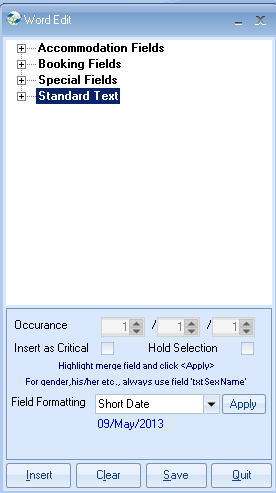 Word Edit
Accommodation Fields
Booking Fields
Special Fields
Standard Text
Occurance 1 / 1 / 1
Insert as Critical Hold Selection
Highlight merge field and click <Apply>
For gender,his/her etc., always use field 'txtSexName'
Field Formatting Short Date Apply
09/May/2013
Insert Clear Save Quit